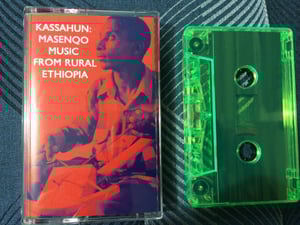 KASSAHUN:
MASENQO
MUSIC
FROM RURAL
ETHIOPIA